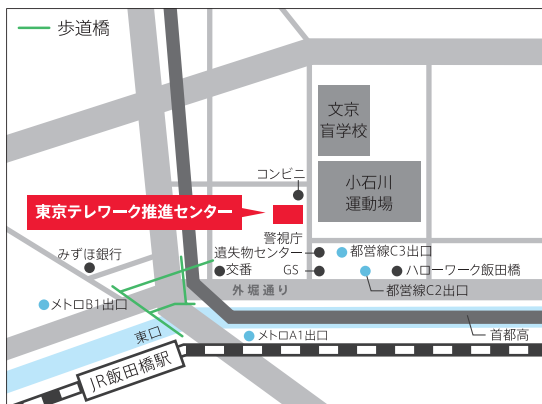 歩道橋
文京
盲学校
コンビニ
小石川
運動場
東京テレワーク推進センター
警視庁
遺失物センター
都営線C3出口
みずほ銀行
交番
GS
ハローワーク飯田橋
外堀通り
都営線C2出口
メトロB1出口
東口
メトロA1出口
首都高
JR飯田橋駅